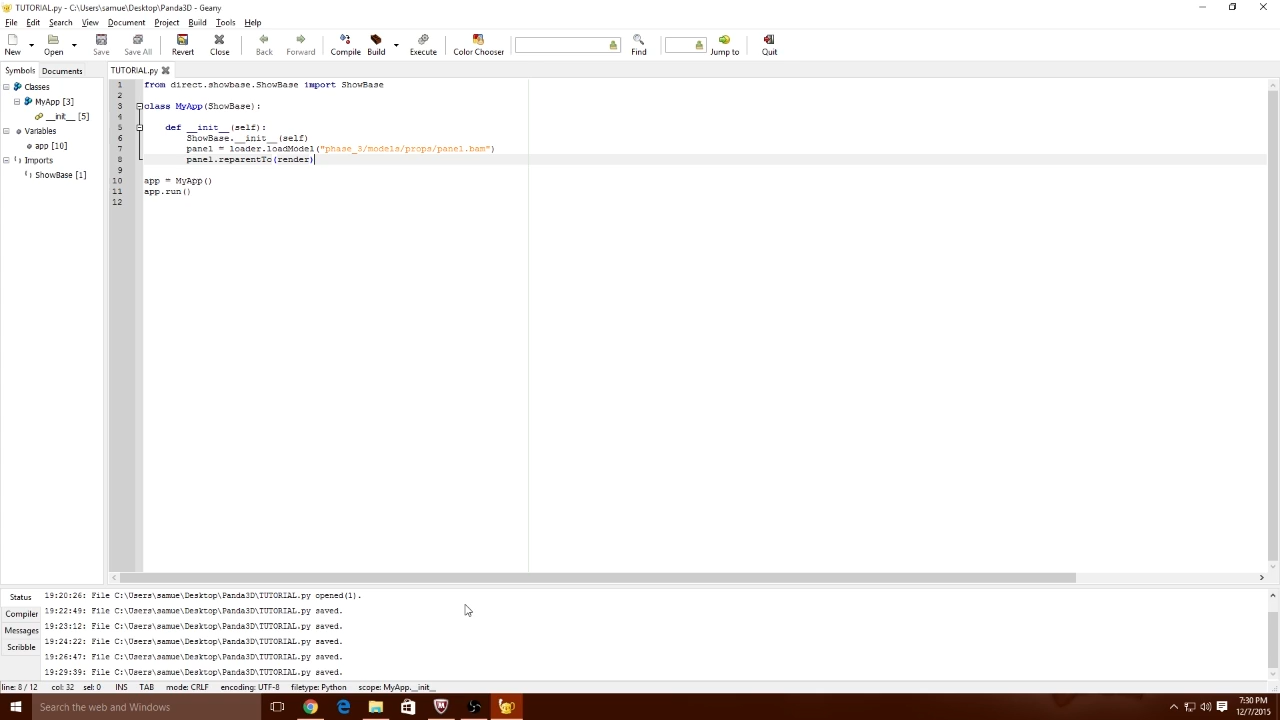 TUTORIAL.py - C:\Users\samue\Desktop\Panda3D - Geany
File Edit Search View Document Project Build Tools Help
New Open Save Save All Revert Close Back Forward Compile Build Execute Color Chooser Find Jump to Quit
Symbols Documents TUTORIAL.py
Classes
MyApp [3]
__init__ [5]
Variables
app [10]
Imports
ShowBase [1]
1 from direct.showbase.ShowBase import ShowBase
2
3 class MyApp(ShowBase):
4
5 def __init__(self):
6 ShowBase.__init__(self)
7 panel = loader.loadModel("phase_3/models/props/panel.bam")
8 panel.reparentTo(render)
9
10 app = MyApp()
11 app.run()
12
Status
Compiler
Messages
Scribble
19:20:26: File C:\Users\samue\Desktop\Panda3D\TUTORIAL.py opened(1).
19:22:49: File C:\Users\samue\Desktop\Panda3D\TUTORIAL.py saved.
19:23:12: File C:\Users\samue\Desktop\Panda3D\TUTORIAL.py saved.
19:24:22: File C:\Users\samue\Desktop\Panda3D\TUTORIAL.py saved.
19:26:47: File C:\Users\samue\Desktop\Panda3D\TUTORIAL.py saved.
19:29:39: File C:\Users\samue\Desktop\Panda3D\TUTORIAL.py saved.
line: 8 / 12 col: 32 sel: 0 INS TAB mode: CRLF encoding: UTF-8 filetype: Python scope: MyApp.__init__
Search the web and Windows
7:30 PM
12/7/2015